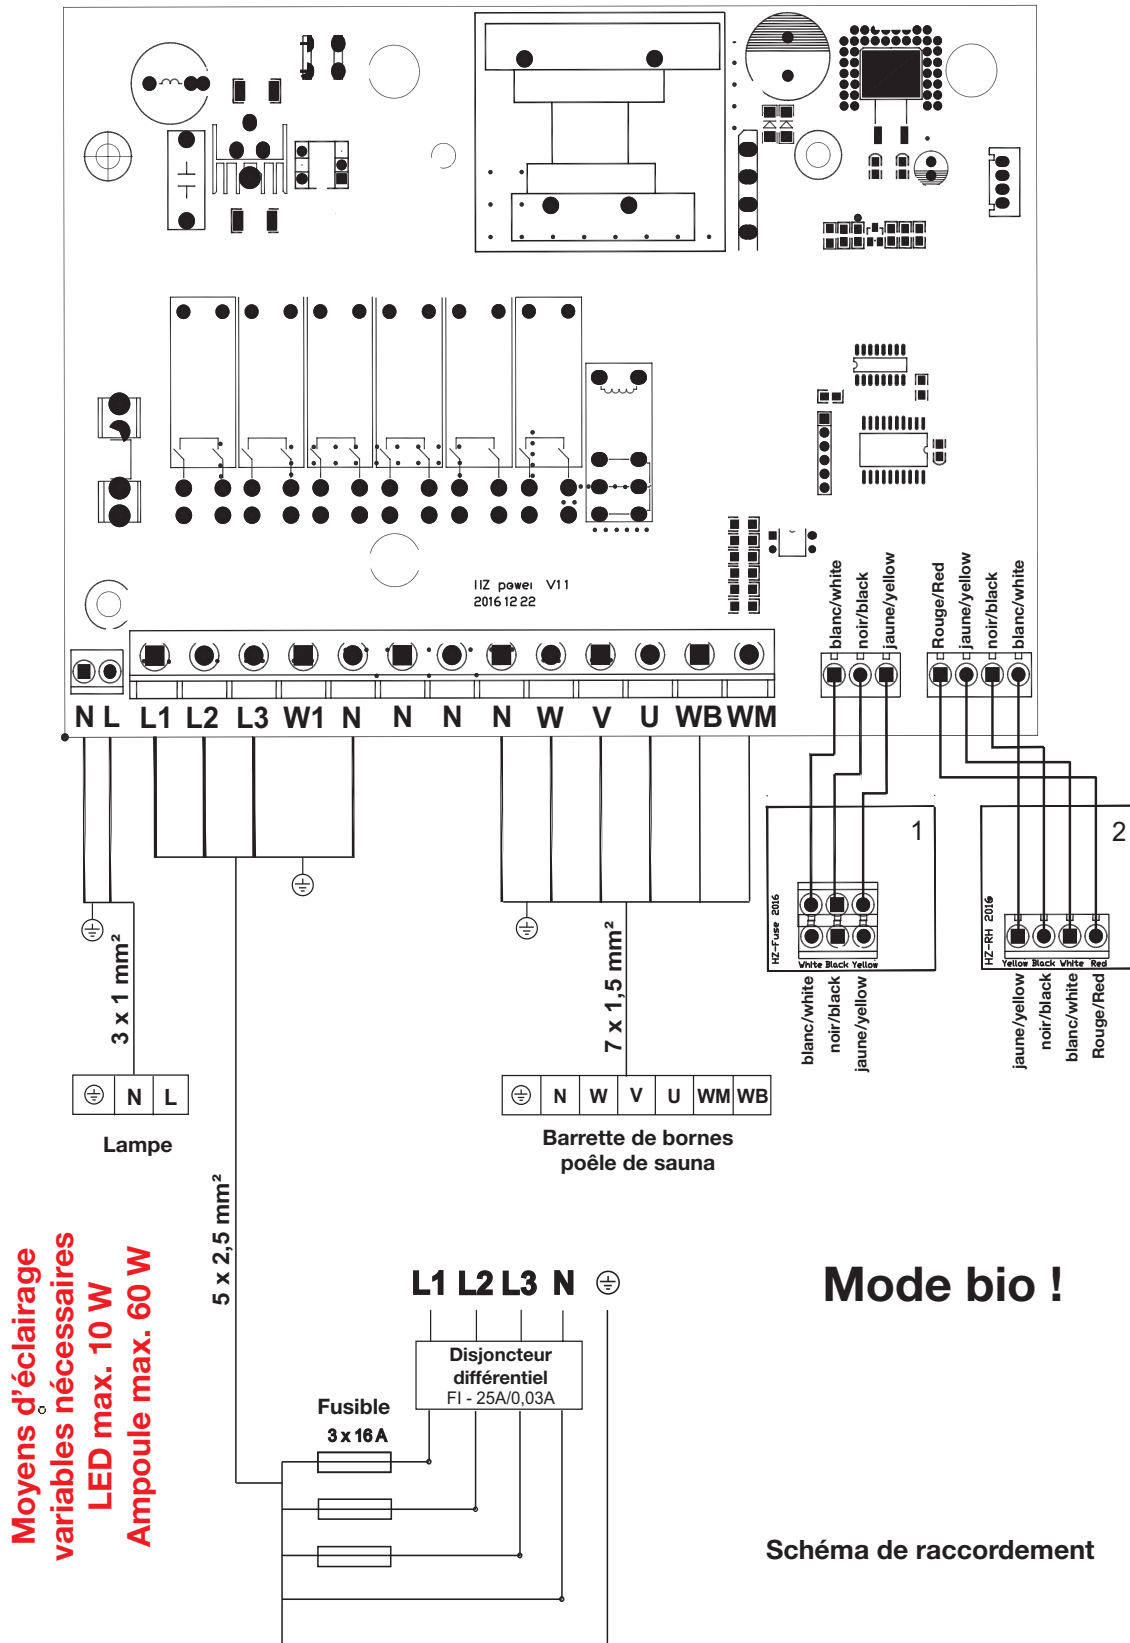 IIZ power V1 1
2016 12 22
blanc/white
noir/black
jaune/yellow
Rouge/Red
jaune/yellow
noir/black
blanc/white
N L L1 L2 L3 W1 N N N N W V U WB WM
1
HZ-Fuse 2016
White Black Yellow
blanc/white
noir/black
jaune/yellow
2
HZ-RH 2016
Yellow Black White Red
jaune/yellow
noir/black
blanc/white
Rouge/Red
3 x 1 mm²
7 x 1,5 mm²
N L
Lampe
N W V U WM WB
Barrette de bornes
poêle de sauna
5 x 2,5 mm²
Moyens d'éclairage
variables nécessaires
LED max. 10 W
Ampoule max. 60 W
L1 L2 L3 N
Disjoncteur
différentiel
FI - 25A/0,03A
Fusible
3 x 16 A
Mode bio !
Schéma de raccordement